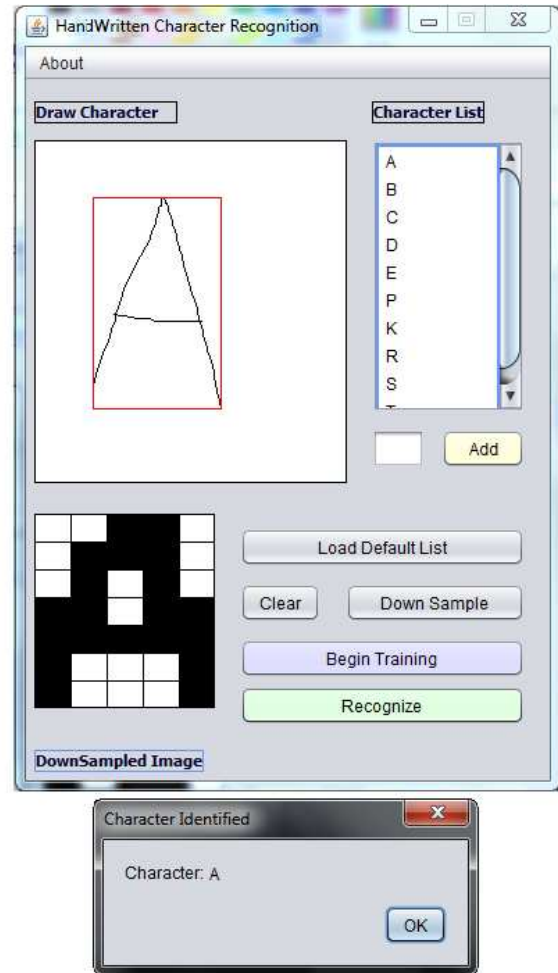 HandWritten Character Recognition
About
Draw Character
Character List
A
A
B
C
D
E
P
K
R
S
Add
Load Default List
Clear
Down Sample
Begin Training
Recognize
DownSampled Image
Character Identified
Character: A
OK